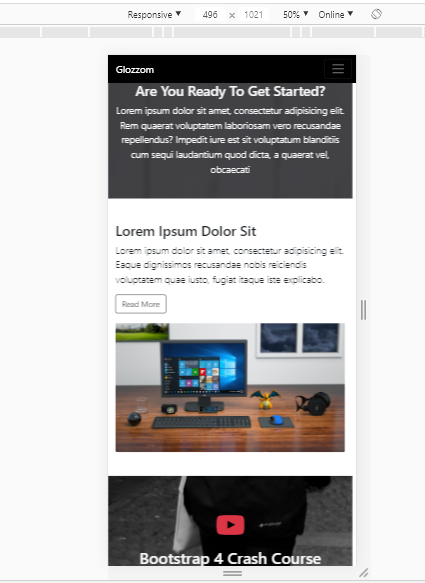 Responsive ▼ 496 × 1021 50% ▼ Online ▼
Glozzom
Are You Ready To Get Started?
Lorem ipsum dolor sit amet, consectetur adipisicing elit.
Rem quaerat voluptatem laboriosam vero recusandae
repellendus? Impedit iure est sit voluptatum blanditiis
cum sequi laudantium quod dicta, a quaerat vel,
obcaecati
Lorem Ipsum Dolor Sit
Lorem ipsum dolor sit amet, consectetur adipisicing elit.
Eaque dignissimos recusandae nobis reiciendis
voluptatem quae iusto, fugiat itaque iste explicabo.
Read More
Bootstrap 4 Crash Course